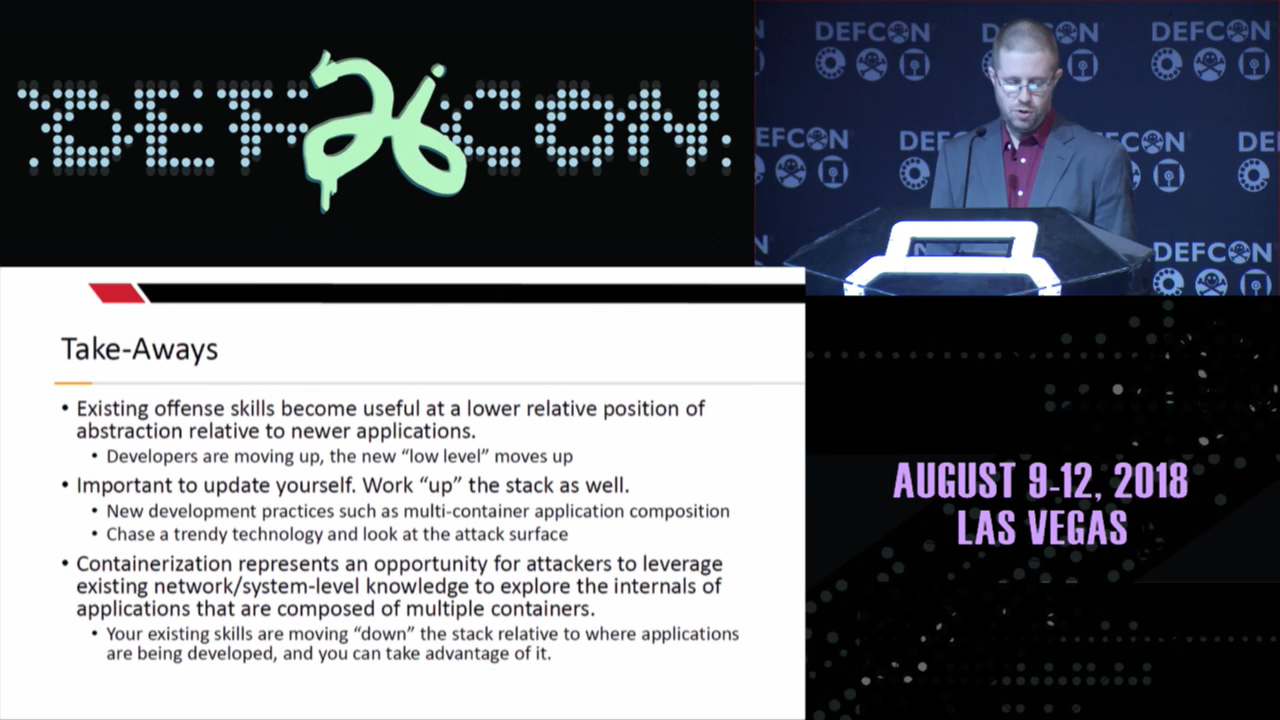 DEF 26 CON
DEFCON DEFCON DEFCON
DEFCON DEFCON DEF
DEFCON
Take-Aways
• Existing offense skills become useful at a lower relative position of
abstraction relative to newer applications.
• Developers are moving up, the new “low level” moves up
• Important to update yourself. Work “up” the stack as well.
• New development practices such as multi-container application composition
• Chase a trendy technology and look at the attack surface
• Containerization represents an opportunity for attackers to leverage
existing network/system-level knowledge to explore the internals of
applications that are composed of multiple containers.
• Your existing skills are moving “down” the stack relative to where applications
are being developed, and you can take advantage of it.
AUGUST 9-12, 2018
LAS VEGAS